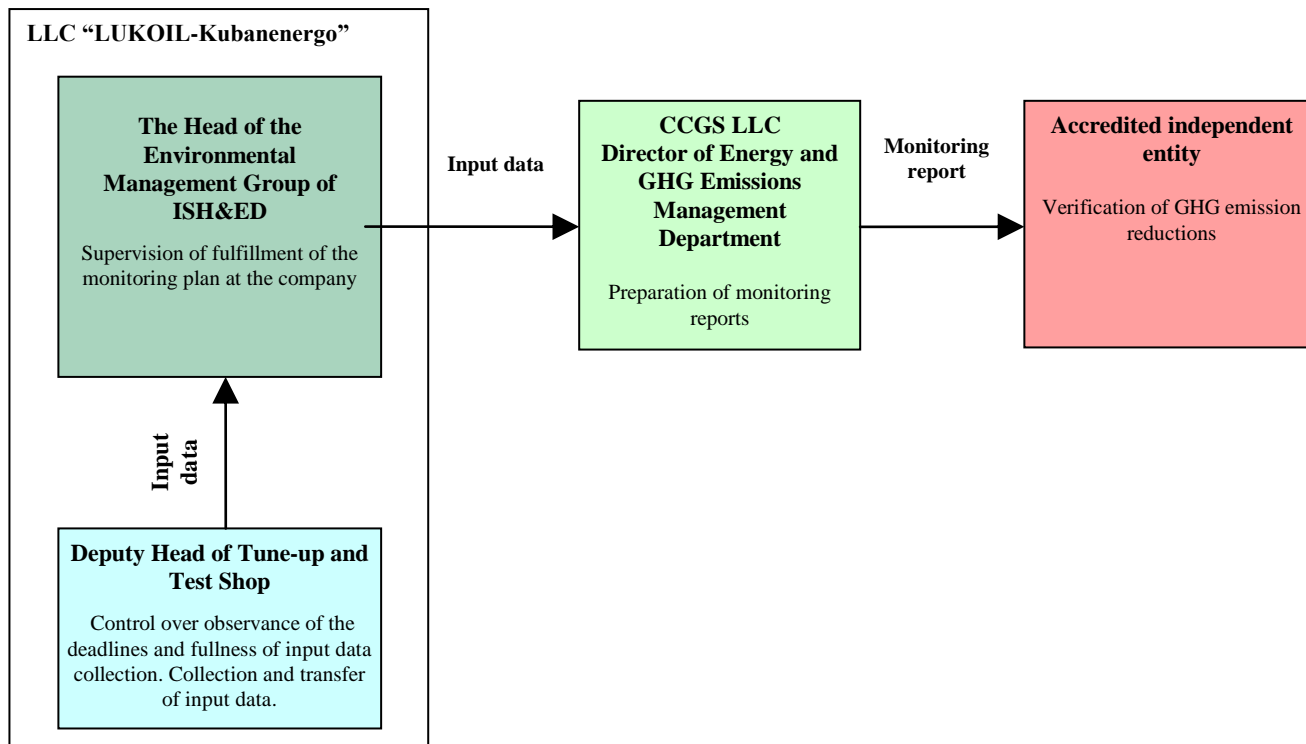 LLC “LUKOIL-Kubanenergo”
The Head of the
Environmental
Management Group of
ISH&ED
Supervision of fulfillment of the
monitoring plan at the company
Input data
CCGS LLC
Director of Energy and
GHG Emissions
Management
Department
Preparation of monitoring
reports
Monitoring
report
Accredited independent
entity
Verification of GHG emission
reductions
Input
data
Deputy Head of Tune-up and
Test Shop
Control over observance of the
deadlines and fullness of input data
collection. Collection and transfer
of input data.